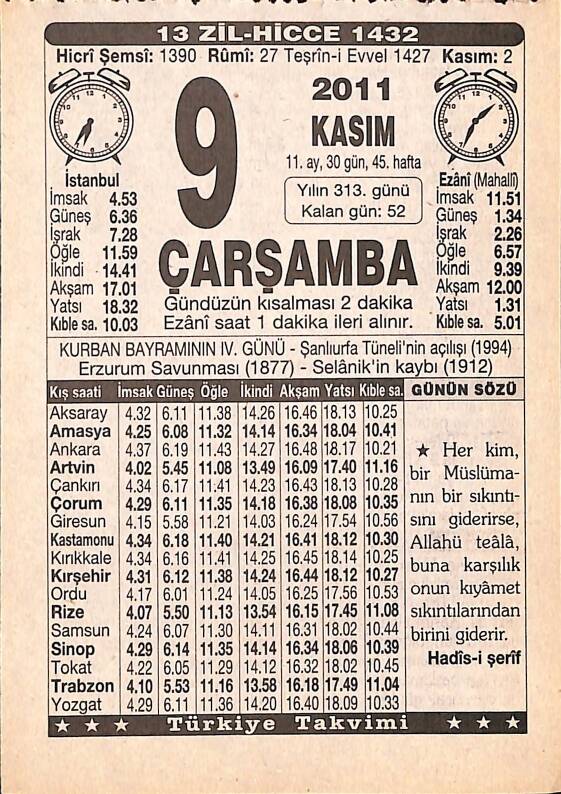 13 ZİL-HİCCE 1432
Hicrî Şemsî: 1390 Rûmî: 27 Teşrîn-i Evvel 1427 Kasım: 2
İstanbul
İmsak 4.53
Güneş 6.36
İşrak 7.28
Öğle 11.59
İkindi 14.41
Akşam 17.01
Yatsı 18.32
Kıble sa. 10.03
9
2011
KASIM
11. ay, 30 gün, 45. hafta
Yılın 313. günü
Kalan gün: 52
ÇARŞAMBA
Gündüzün kısalması 2 dakika
Ezânî saat 1 dakika ileri alınır.
Ezânî (Mahallî)
İmsak 11.51
Güneş 1.34
İşrak 2.26
Öğle 6.57
İkindi 9.39
Akşam 12.00
Yatsı 1.31
Kıble sa. 5.01
KURBAN BAYRAMININ IV. GÜNÜ - Şanlıurfa Tüneli'nin açılışı (1994)
Erzurum Savunması (1877) - Selânik'in kaybı (1912)
Kış saati İmsak Güneş Öğle İkindi Akşam Yatsı Kıble sa.
Aksaray 4.32 6.11 11.38 14.26 16.46 18.13 10.25
Amasya 4.25 6.08 11.32 14.14 16.34 18.04 10.41
Ankara 4.37 6.19 11.43 14.27 16.48 18.17 10.21
Artvin 4.02 5.45 11.08 13.49 16.09 17.40 11.16
Çankırı 4.34 6.17 11.41 14.23 16.43 18.13 10.28
Çorum 4.29 6.11 11.35 14.18 16.38 18.08 10.35
Giresun 4.15 5.58 11.21 14.03 16.24 17.54 10.56
Kastamonu 4.34 6.18 11.40 14.21 16.41 18.12 10.30
Kırıkkale 4.34 6.16 11.41 14.25 16.45 18.14 10.25
Kırşehir 4.31 6.12 11.38 14.24 16.44 18.12 10.27
Ordu 4.17 6.01 11.24 14.05 16.25 17.56 10.53
Rize 4.07 5.50 11.13 13.54 16.15 17.45 11.08
Samsun 4.24 6.07 11.30 14.11 16.31 18.02 10.44
Sinop 4.29 6.14 11.35 14.14 16.34 18.06 10.39
Tokat 4.22 6.05 11.29 14.12 16.32 18.02 10.45
Trabzon 4.10 5.53 11.16 13.58 16.18 17.49 11.04
Yozgat 4.29 6.11 11.36 14.20 16.40 18.09 10.33
GÜNÜN SÖZÜ
★ Her kim,
bir Müslüma-
nın bir sıkıntı-
sını giderirse,
Allahü teâlâ,
buna karşılık
onun kıyâmet
sıkıntılarından
birini giderir.
Hadîs-i şerîf
★ ★ ★ Türkiye Takvimi ★ ★ ★